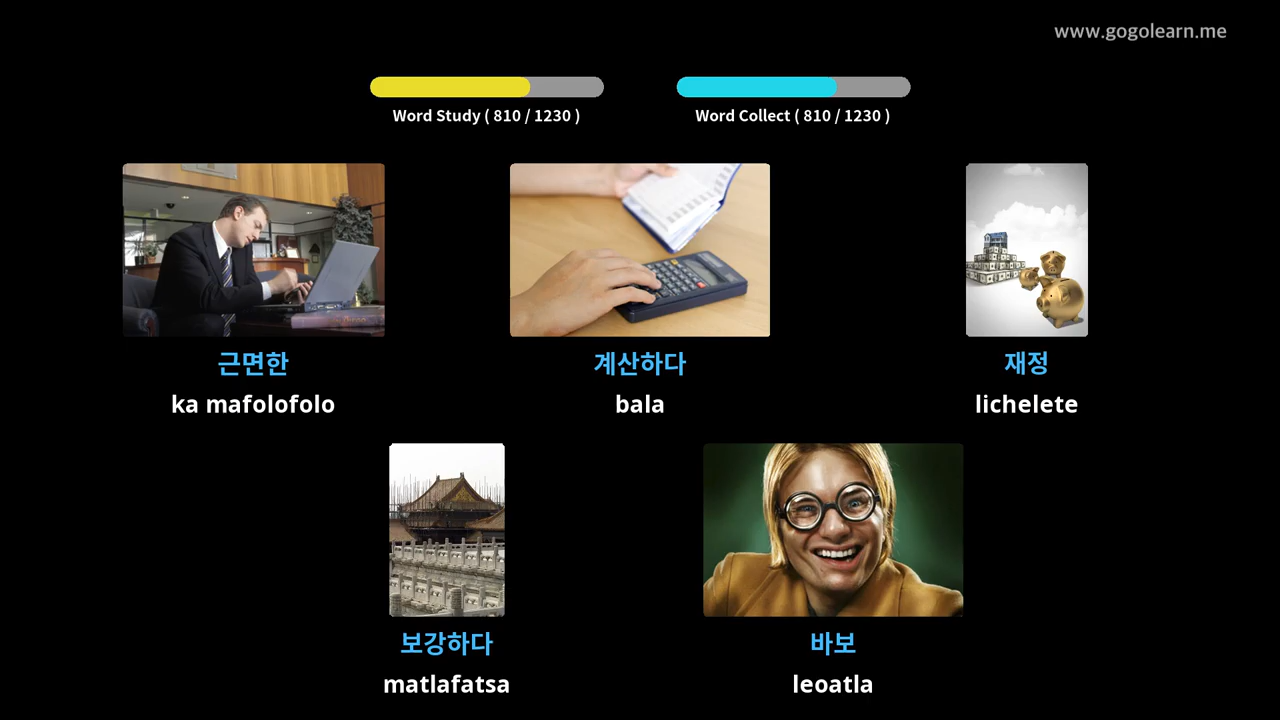 www.gogolearn.me
Word Study ( 810 / 1230 )
Word Collect ( 810 / 1230 )
근면한
ka mafolofolo
계산하다
bala
재정
lichelete
보강하다
matlafatsa
바보
leoatla